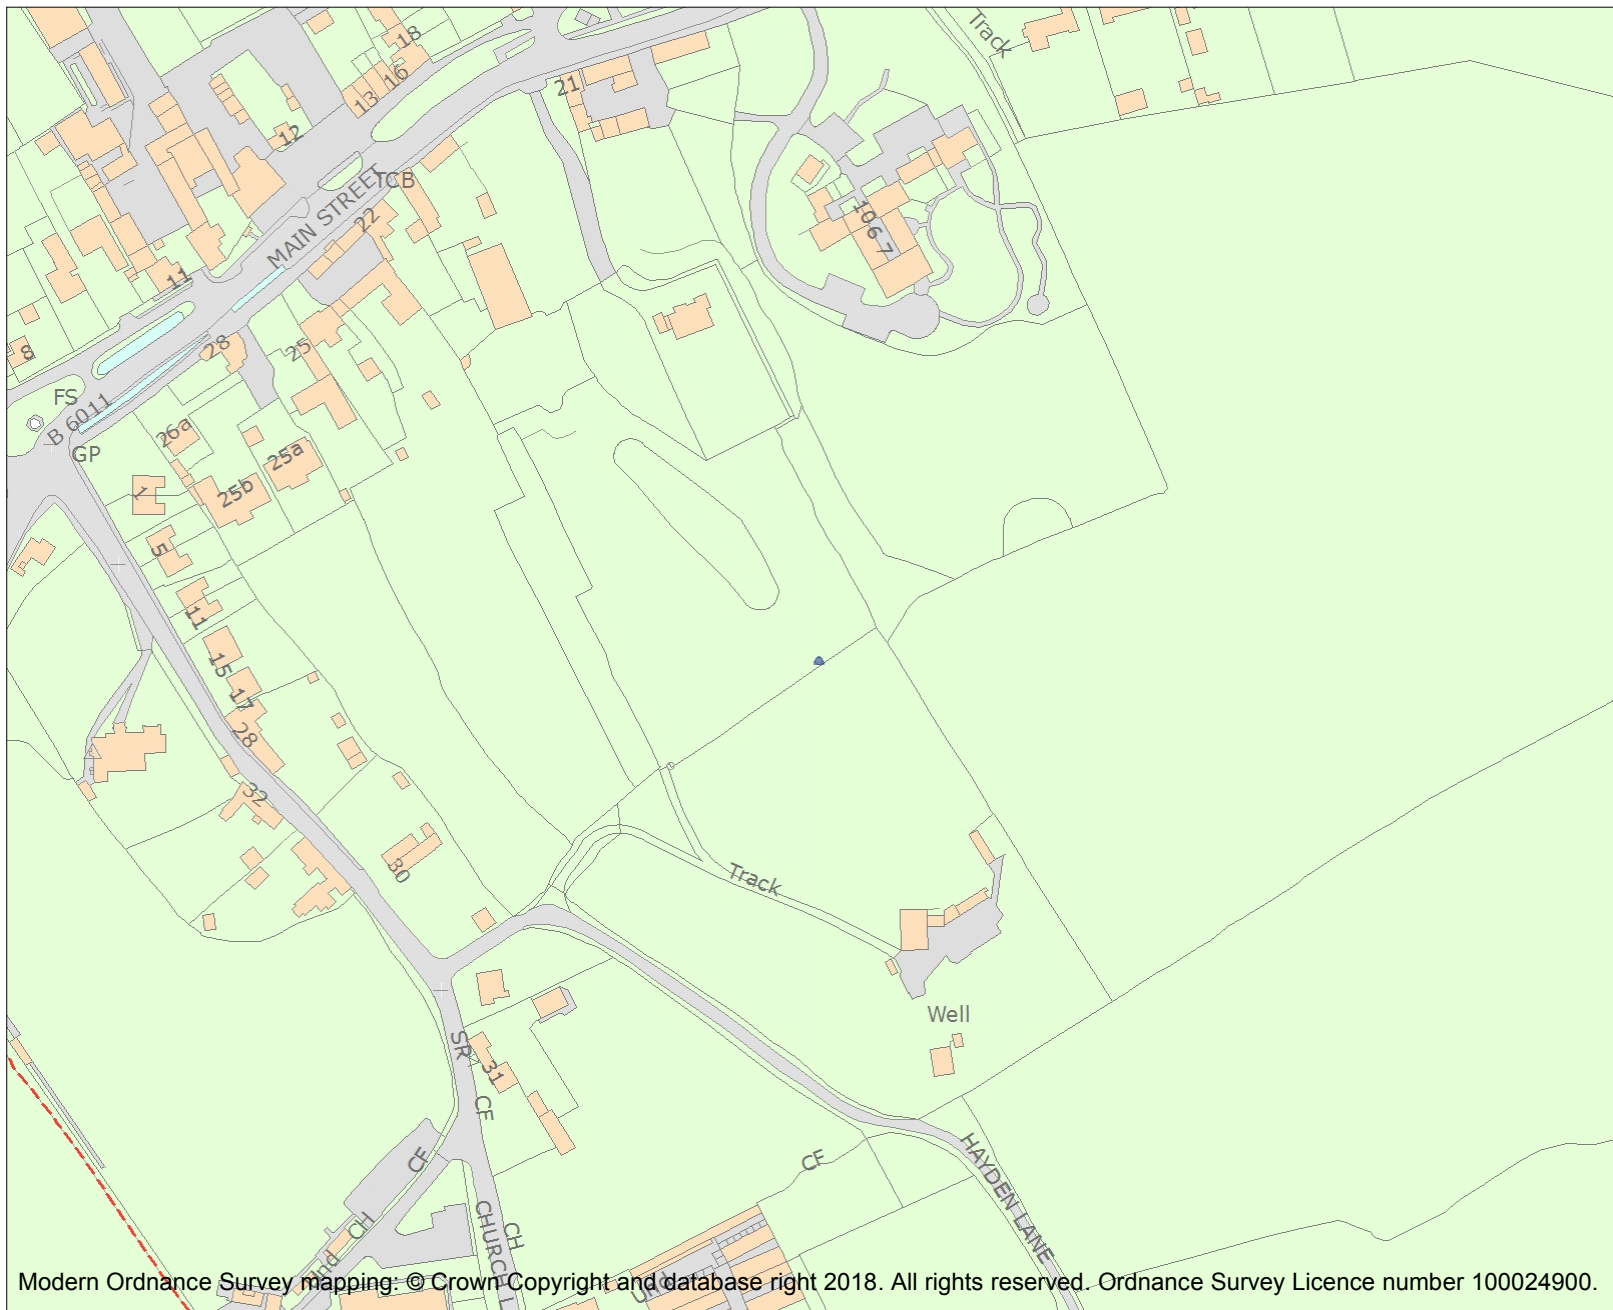 Track
18
16
13
21
12
TCB
22
MAIN STREET
106
7
11
8
28
25
FS
B 6011
GP
26a
25a
25b
1
5
11
15
17
28
32
30
Track
Well
SR
31
CF
CF
CF
HAYDEN LANE
CH
CH
CHURCH L
Und
Und
Modern Ordnance Survey mapping: © Crown Copyright and database right 2018. All rights reserved. Ordnance Survey Licence number 100024900.